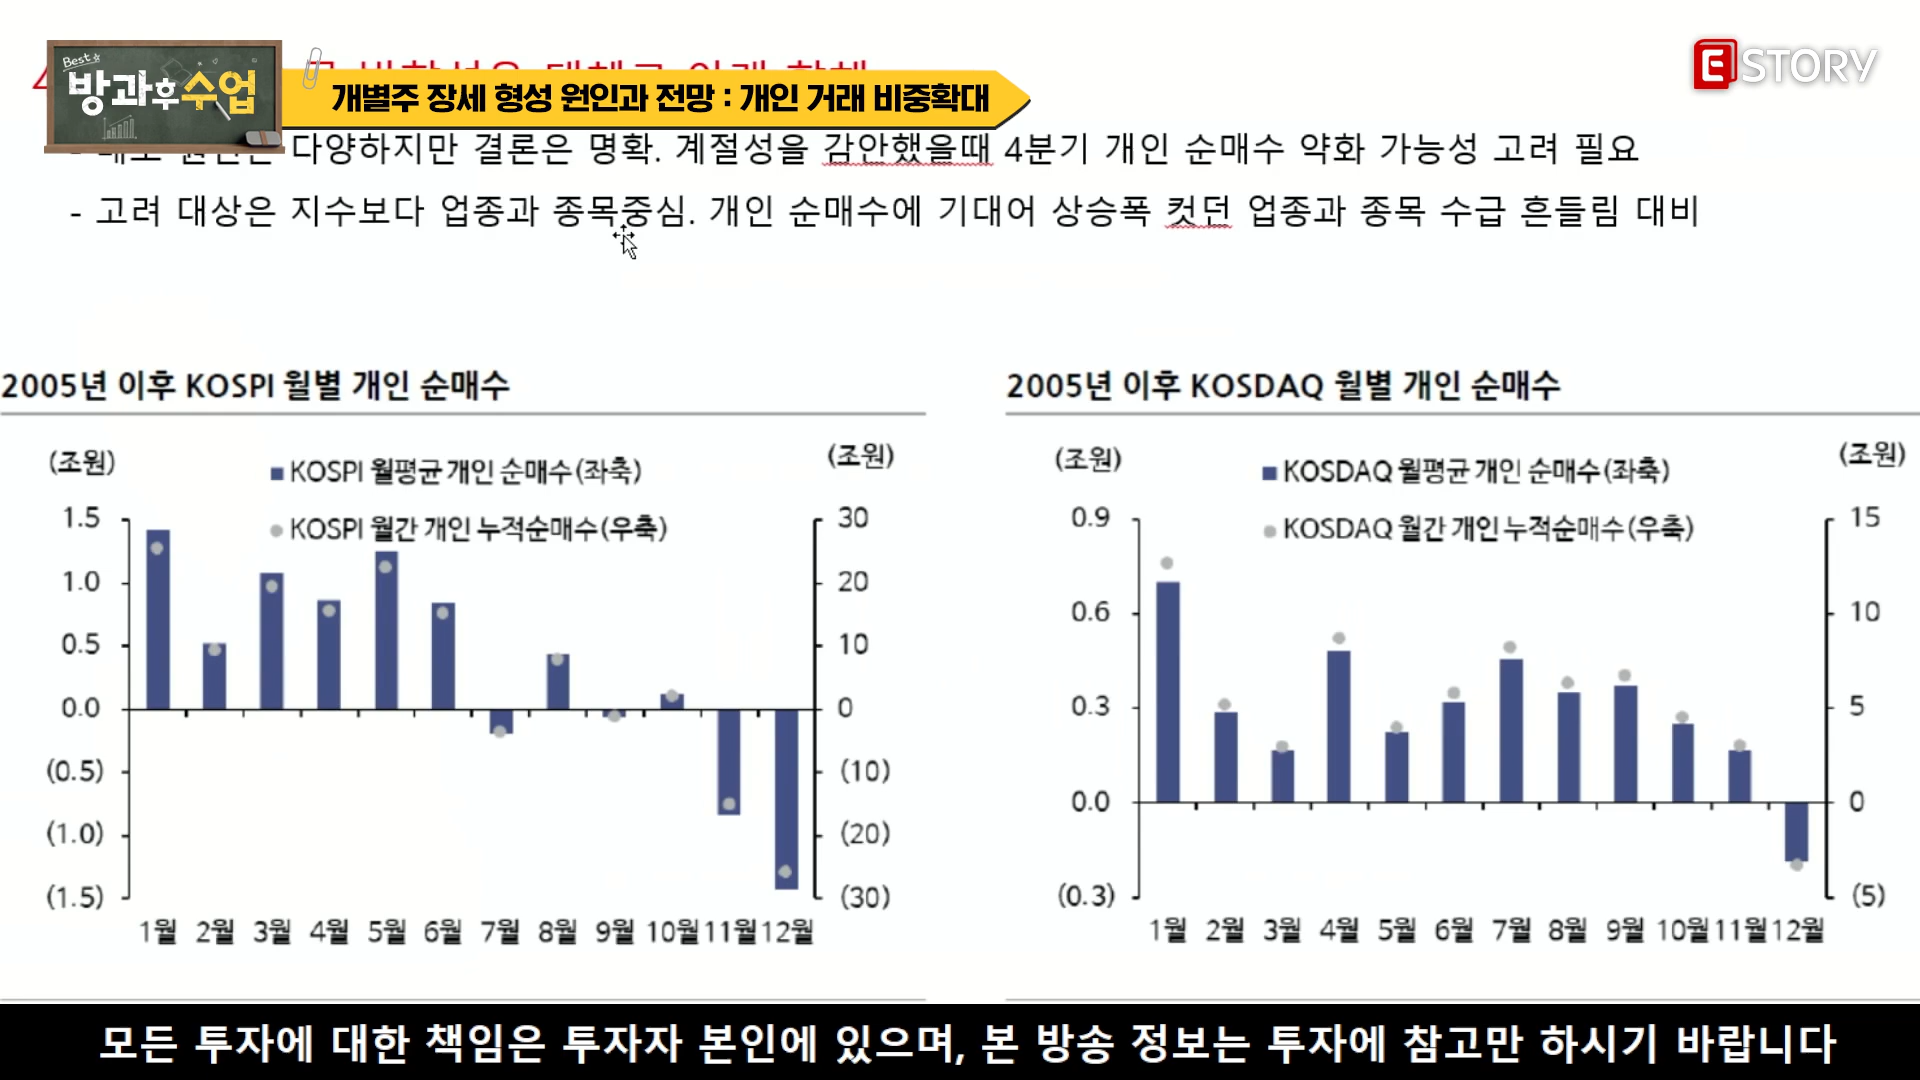 Best
방과후수업
개별주 장세 형성 원인과 전망 : 개인 거래 비중확대
E STORY
다양하지만 결론은 명확. 계절성을 감안했을때 4분기 개인 순매수 약화 가능성 고려 필요
- 고려 대상은 지수보다 업종과 종목중심. 개인 순매수에 기대어 상승폭 컷던 업종과 종목 수급 흔들림 대비
2005년 이후 KOSPI 월별 개인 순매수
(조원) (조원)
KOSPI 월평균 개인 순매수(좌축)
KOSPI 월간 개인 누적순매수(우축)
1.5 30
1.0 20
0.5 10
0.0 0
(0.5) (10)
(1.0) (20)
(1.5) (30)
1월 2월 3월 4월 5월 6월 7월 8월 9월 10월 11월 12월
2005년 이후 KOSDAQ 월별 개인 순매수
(조원) (조원)
KOSDAQ 월평균 개인 순매수(좌축)
KOSDAQ 월간 개인 누적순매수(우축)
0.9 15
0.6 10
0.3 5
0.0 0
(0.3) (5)
1월 2월 3월 4월 5월 6월 7월 8월 9월 10월 11월 12월
모든 투자에 대한 책임은 투자자 본인에 있으며, 본 방송 정보는 투자에 참고만 하시기 바랍니다